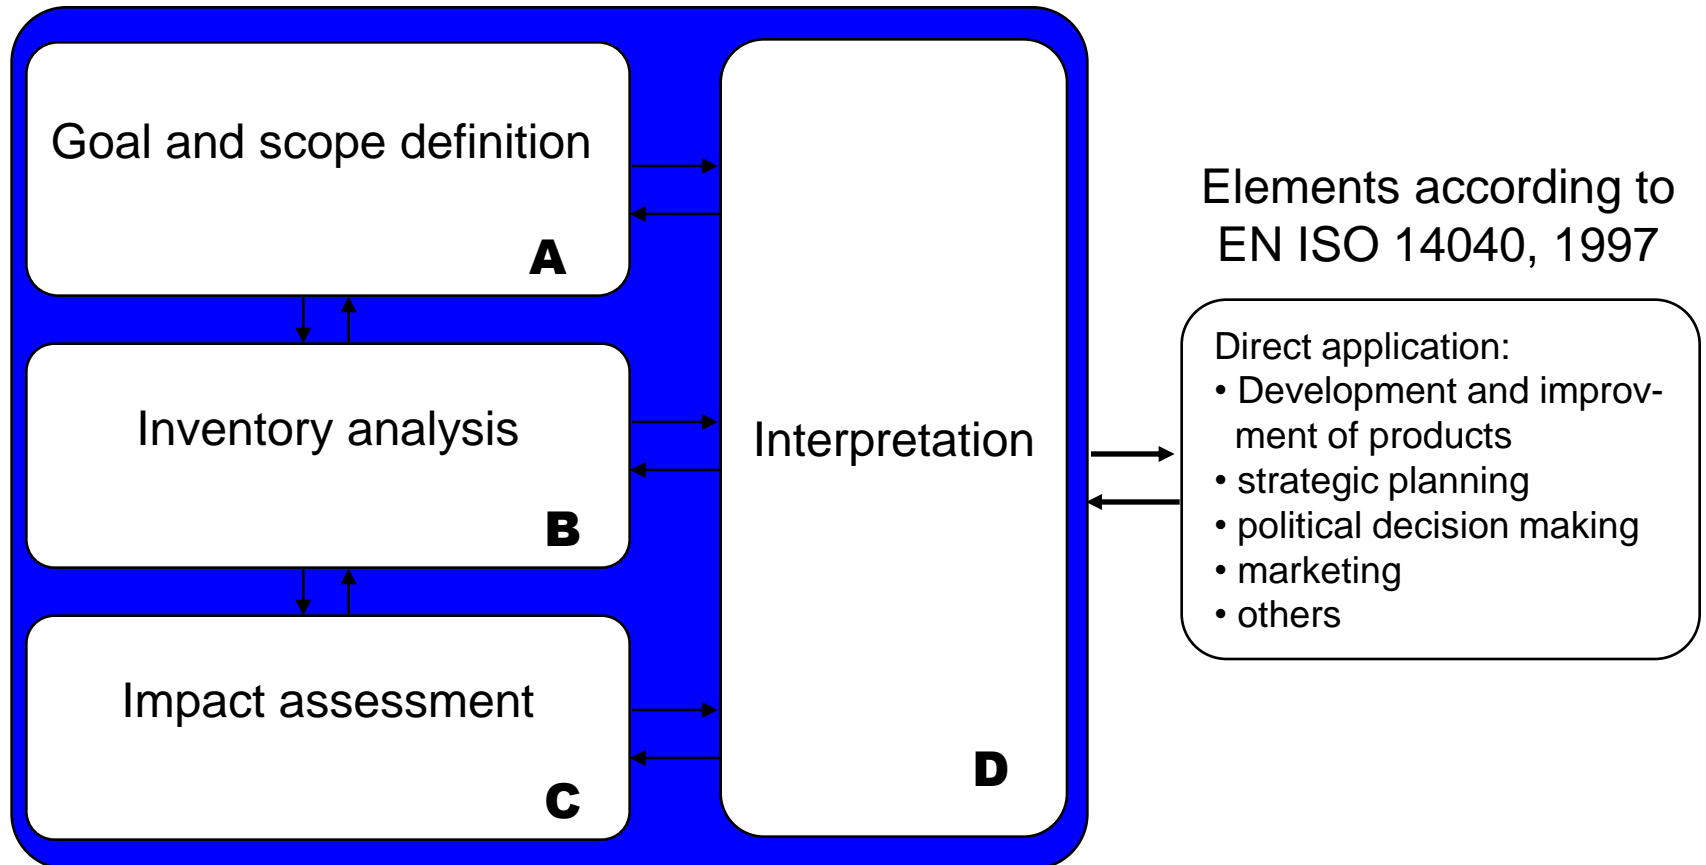 Goal and scope definition
A
Inventory analysis
B
Impact assessment
C
Interpretation
D
Elements according to
EN ISO 14040, 1997
Direct application:
• Development and improv-
ment of products
• strategic planning
• political decision making
• marketing
• others